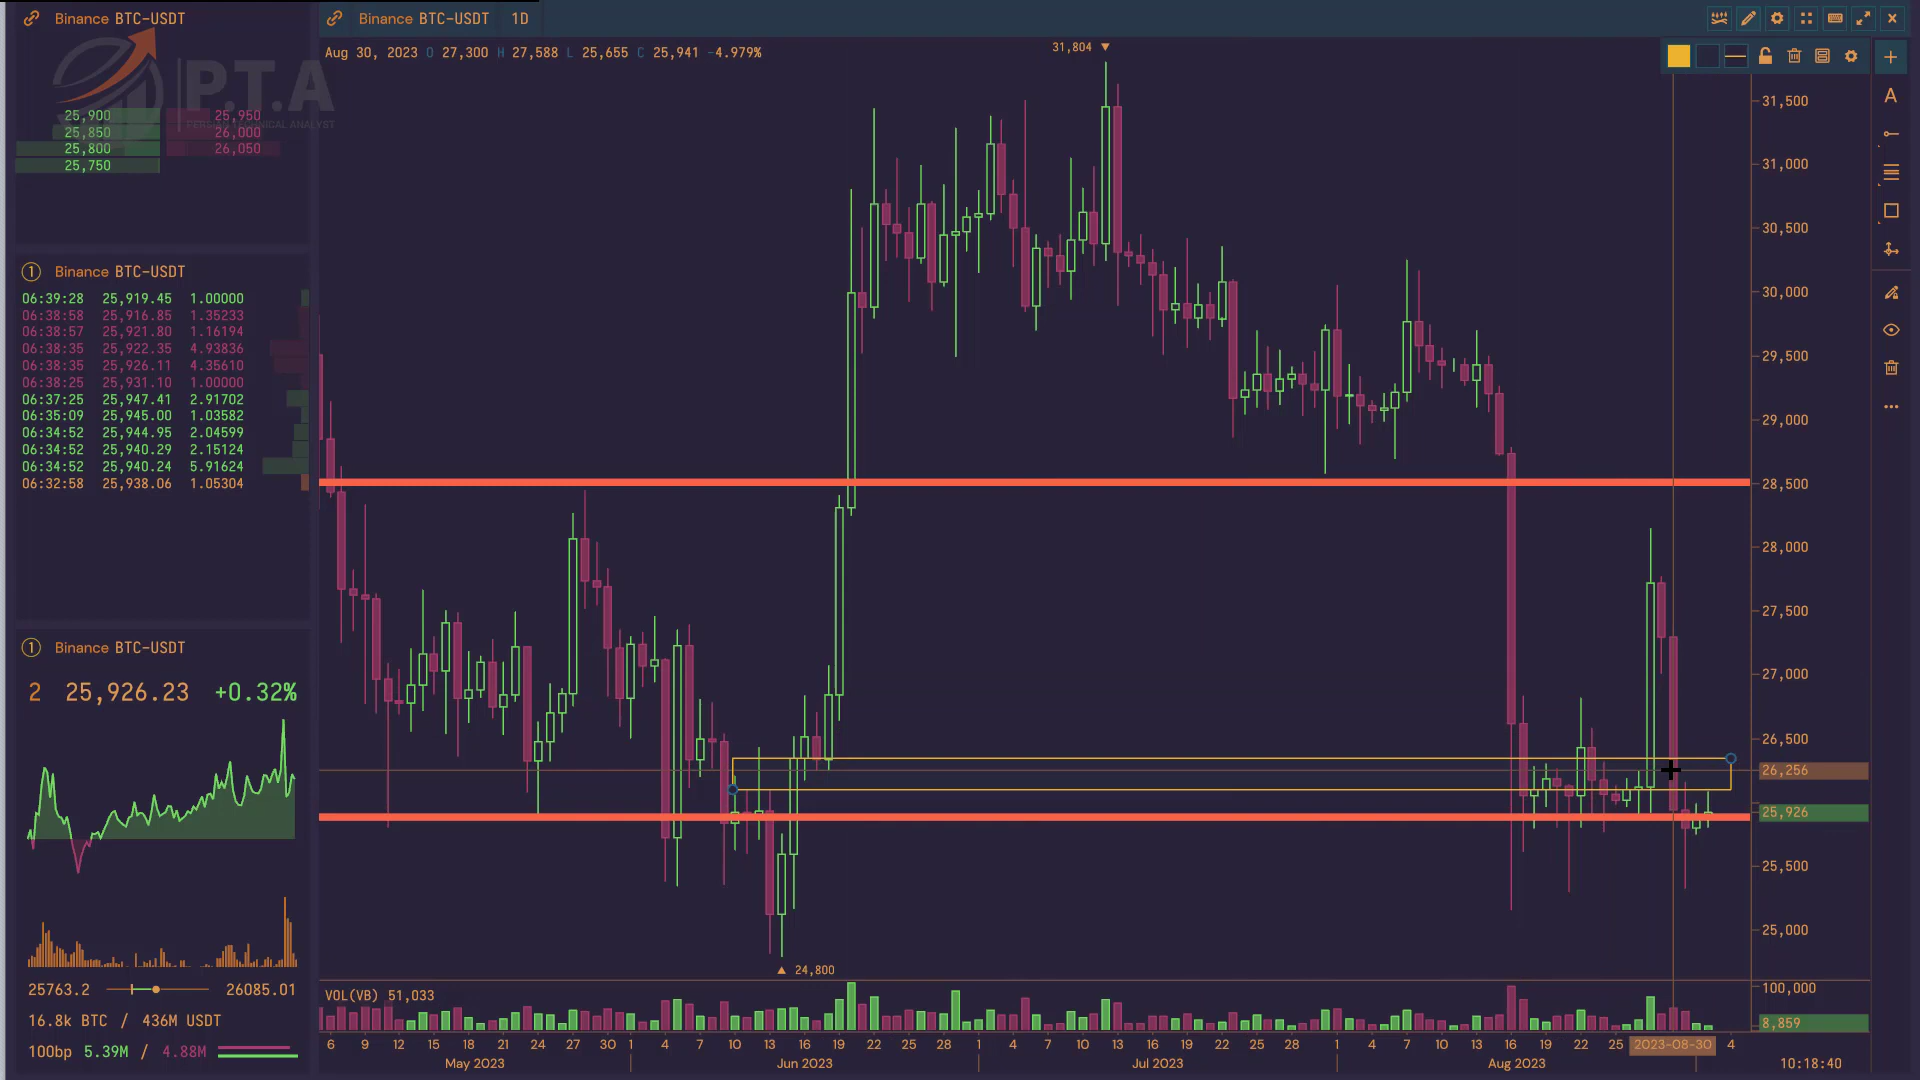 Binance BTC-USDT
P.T.A
PERSIAN TECHNICAL ANALYST
25,900 25,950
25,850 26,000
25,800 26,050
25,750
1 Binance BTC-USDT
06:39:28 25,919.45 1.00000
06:38:58 25,916.85 1.35233
06:38:57 25,921.80 1.16194
06:38:35 25,922.35 4.93836
06:38:35 25,926.11 4.35610
06:38:25 25,931.10 1.00000
06:37:25 25,947.41 2.91702
06:35:09 25,945.00 1.03582
06:34:52 25,944.95 2.04599
06:34:52 25,940.29 2.15124
06:34:52 25,940.24 5.91624
06:32:58 25,938.06 1.05304
1 Binance BTC-USDT
2 25,926.23 +0.32%
25763.2 26085.01
16.8k BTC / 436M USDT
100bp 5.39M / 4.88M
Binance BTC-USDT 1D
Aug 30, 2023 O 27,300 H 27,588 L 25,655 C 25,941 -4.979%
31,804
24,800
31,500
31,000
30,500
30,000
29,500
29,000
28,500
28,000
27,500
27,000
26,500
26,256
25,926
25,500
25,000
VOL(VB) 51,033
100,000
8,859
6 9 12 15 18 21 24 27 30 1 4 7 10 13 16 19 22 25 28 1 4 7 10 13 16 19 22 25 28 1 4 7 10 13 16 19 22 25 2023-08-30 4
May 2023 Jun 2023 Jul 2023 Aug 2023 10:18:40
A